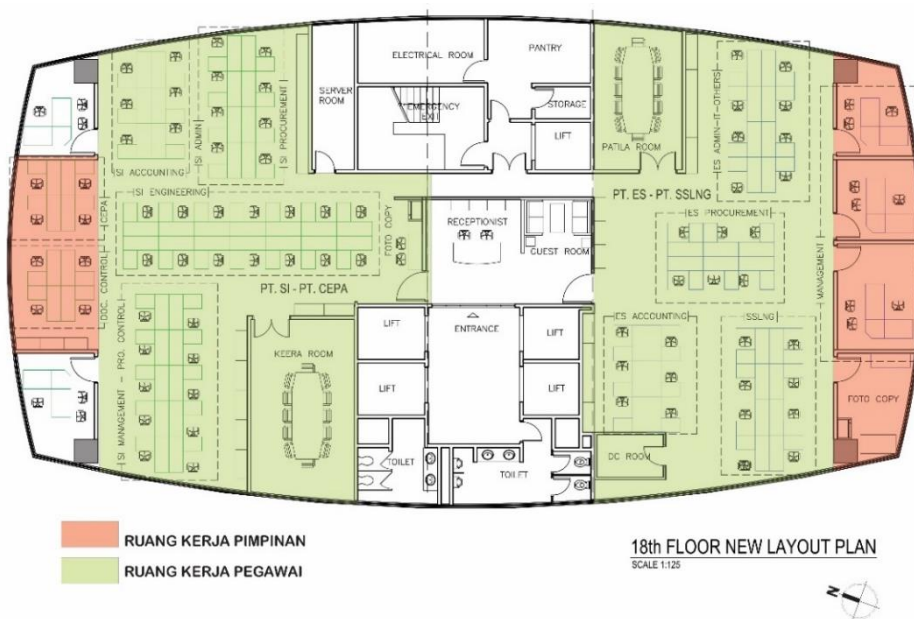 ELECTRICAL ROOM
PANTRY
SERVER
ROOM
EMERGENCY
EXIT
STORAGE
LIFT
PATILA ROOM
SI ADMIN
SI PROCUREMENT
SI ACCOUNTING
ES ADMIN-IT-OTHERS
CEPA
SI ENGINEERING
FOTO COPY
RECEPTIONIST
GUEST ROOM
PT. ES - PT. SSLNG
ES PROCUREMENT
MANAGEMENT
DOC. CONTROL
PT. SI - PT. CEPA
ENTRANCE
LIFT
LIFT
LIFT
LIFT
SI MANAGEMENT - PRO. CONTROL
KEERA ROOM
ES ACCOUNTING
SSLNG
FOTO COPY
DC ROOM
TOILET
TOILET
RUANG KERJA PIMPINAN
RUANG KERJA PEGAWAI
18th FLOOR NEW LAYOUT PLAN
SCALE 1:125
N